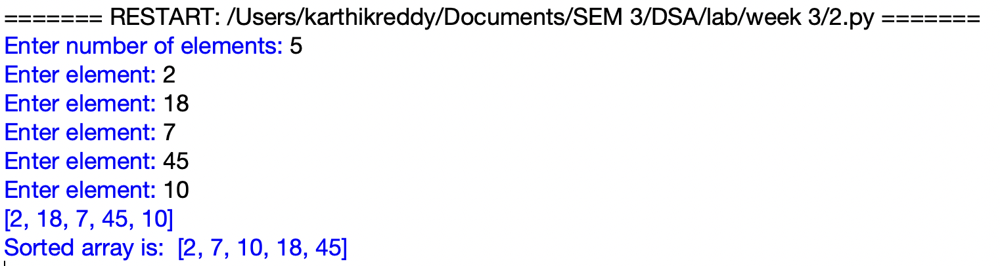 ======= RESTART: /Users/karthikreddy/Documents/SEM 3/DSA/lab/week 3/2.py =======
Enter number of elements: 5
Enter element: 2
Enter element: 18
Enter element: 7
Enter element: 45
Enter element: 10
[2, 18, 7, 45, 10]
Sorted array is:  [2, 7, 10, 18, 45]